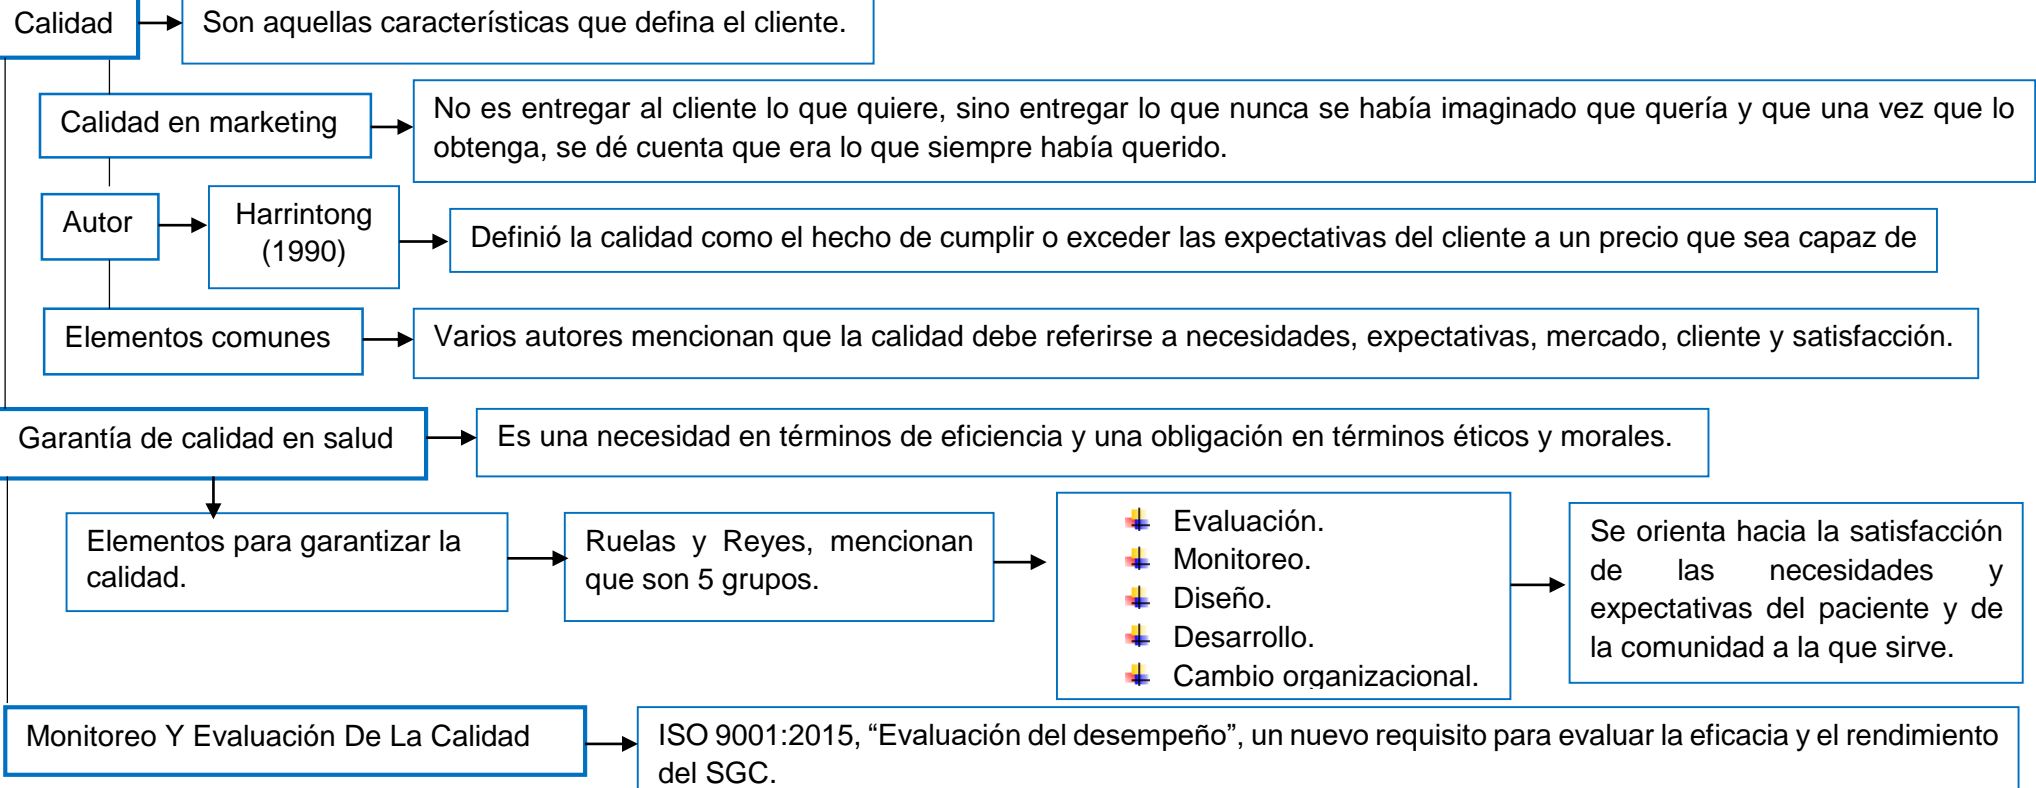 Calidad
Son aquellas características que defina el cliente.
Calidad en marketing
No es entregar al cliente lo que quiere, sino entregar lo que nunca se había imaginado que quería y que una vez que lo
obtenga, se dé cuenta que era lo que siempre había querido.
Autor
Harrintong
(1990)
Definió la calidad como el hecho de cumplir o exceder las expectativas del cliente a un precio que sea capaz de
Elementos comunes
Varios autores mencionan que la calidad debe referirse a necesidades, expectativas, mercado, cliente y satisfacción.
Garantía de calidad en salud
Es una necesidad en términos de eficiencia y una obligación en términos éticos y morales.
Elementos para garantizar la
calidad.
Ruelas y Reyes, mencionan
que son 5 grupos.
Evaluación.
Monitoreo.
Diseño.
Desarrollo.
Cambio organizacional.
Se orienta hacia la satisfacción
de las necesidades y
expectativas del paciente y de
la comunidad a la que sirve.
Monitoreo Y Evaluación De La Calidad
ISO 9001:2015, “Evaluación del desempeño”, un nuevo requisito para evaluar la eficacia y el rendimiento
del SGC.